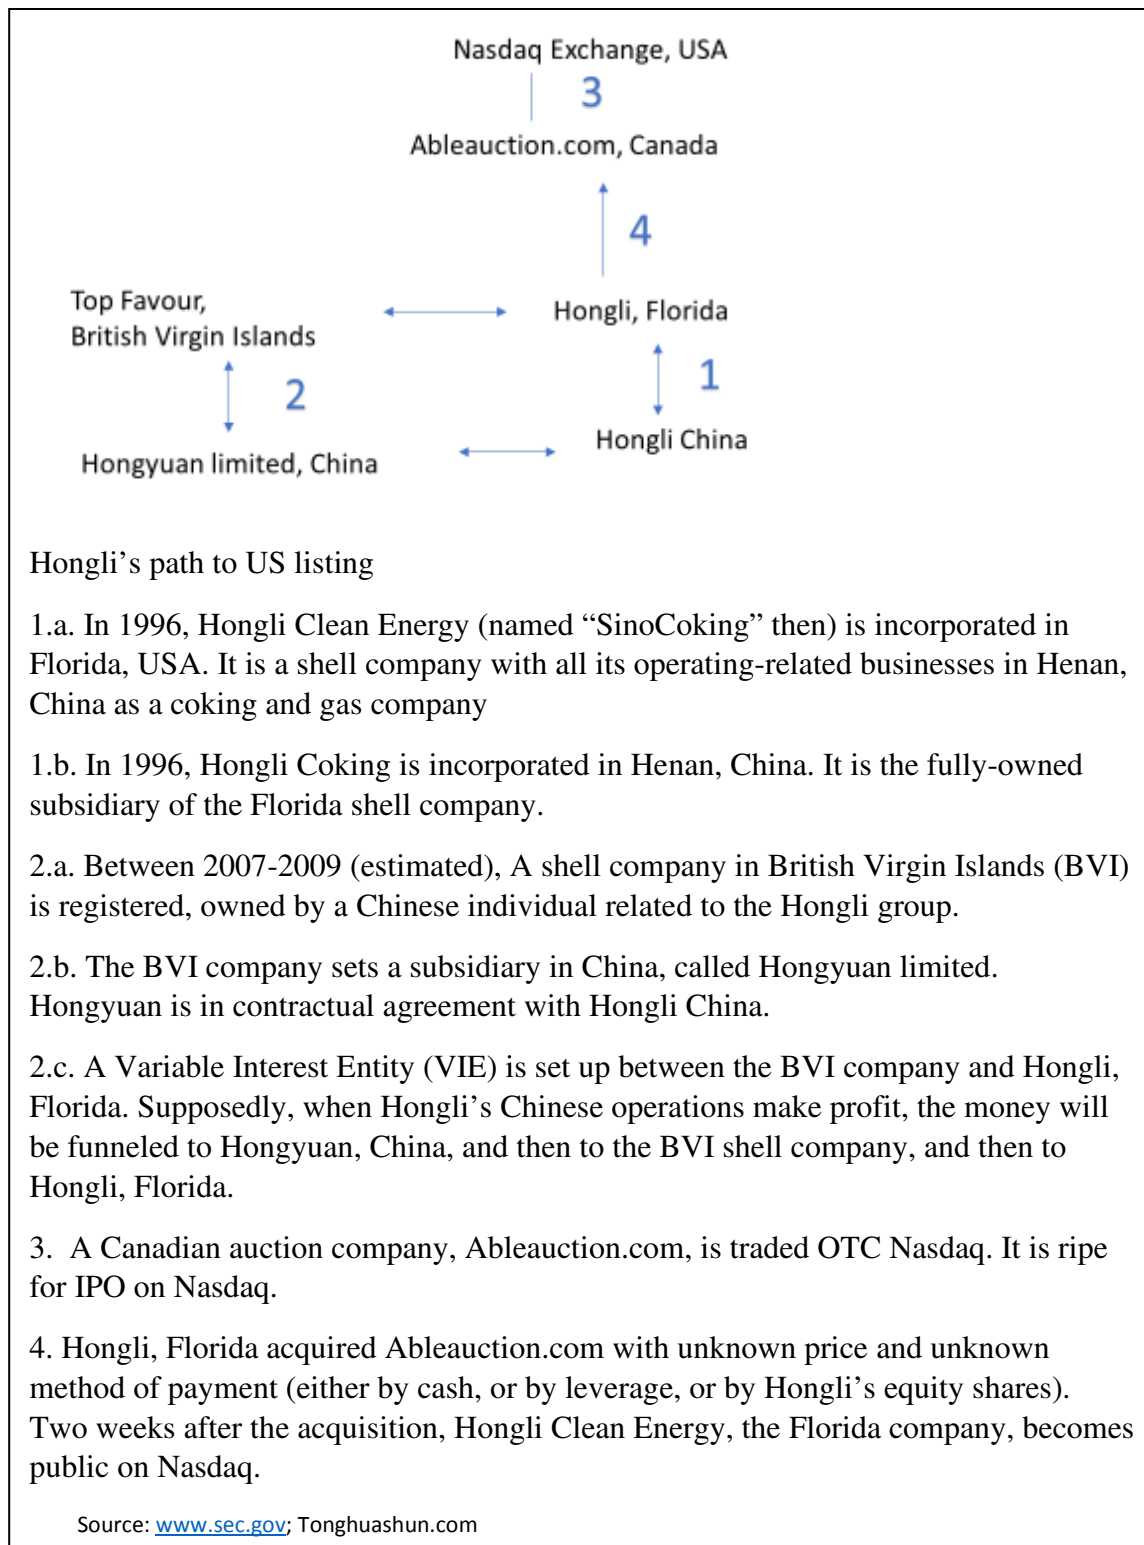 Nasdaq Exchange, USA
3
Ableauction.com, Canada
4
Top Favour,
British Virgin Islands
Hongli, Florida
2
1
Hongyuan limited, China
Hongli China
Hongli’s path to US listing
1.a. In 1996, Hongli Clean Energy (named “SinoCoking” then) is incorporated in
Florida, USA. It is a shell company with all its operating-related businesses in Henan,
China as a coking and gas company
1.b. In 1996, Hongli Coking is incorporated in Henan, China. It is the fully-owned
subsidiary of the Florida shell company.
2.a. Between 2007-2009 (estimated), A shell company in British Virgin Islands (BVI)
is registered, owned by a Chinese individual related to the Hongli group.
2.b. The BVI company sets a subsidiary in China, called Hongyuan limited.
Hongyuan is in contractual agreement with Hongli China.
2.c. A Variable Interest Entity (VIE) is set up between the BVI company and Hongli,
Florida. Supposedly, when Hongli’s Chinese operations make profit, the money will
be funneled to Hongyuan, China, and then to the BVI shell company, and then to
Hongli, Florida.
3. A Canadian auction company, Ableauction.com, is traded OTC Nasdaq. It is ripe
for IPO on Nasdaq.
4. Hongli, Florida acquired Ableauction.com with unknown price and unknown
method of payment (either by cash, or by leverage, or by Hongli’s equity shares).
Two weeks after the acquisition, Hongli Clean Energy, the Florida company, becomes
public on Nasdaq.
Source: www.sec.gov; Tonghuashun.com